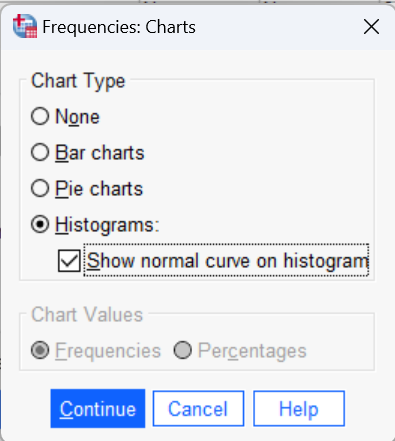 Frequencies: Charts
Chart Type
None
Bar charts
Pie charts
Histograms:
Show normal curve on histogram
Chart Values
Frequencies Percentages
Continue Cancel Help